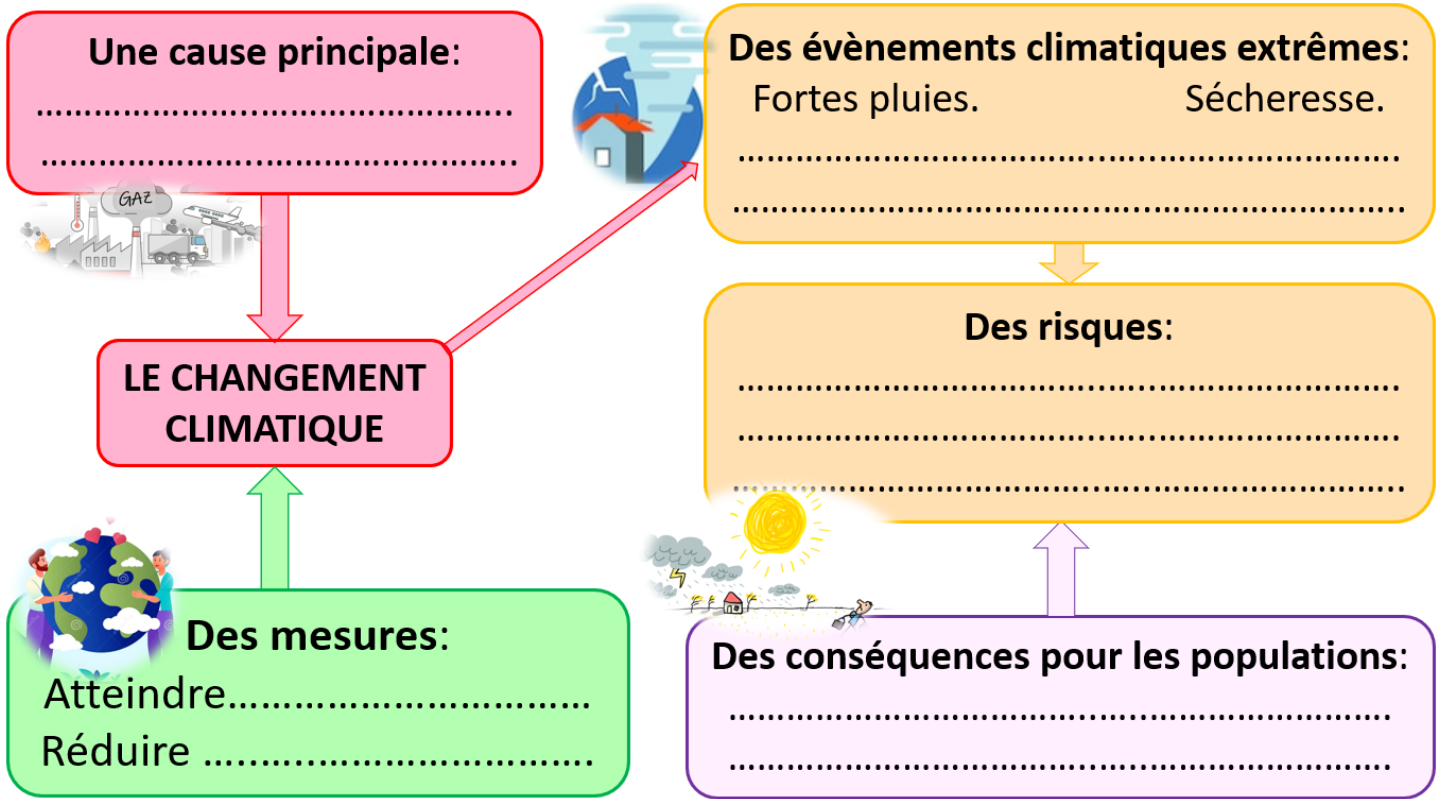 Une cause principale:
……………………..………………………..
……………………..………………………..
GAZ
LE CHANGEMENT
CLIMATIQUE
Des mesures:
Atteindre……………………………
Réduire …..…..…………………….
Des évènements climatiques extrêmes:
Fortes pluies. Sécheresse.
………………………………..…..…………………….
………………………………..…..……………………..
Des risques:
………………………………..…..…………………….
………………………………..…..…………………….
………………………………..…..……………………..
Des conséquences pour les populations:
………………………………..…..…………………….
………………………………..…..…………………….